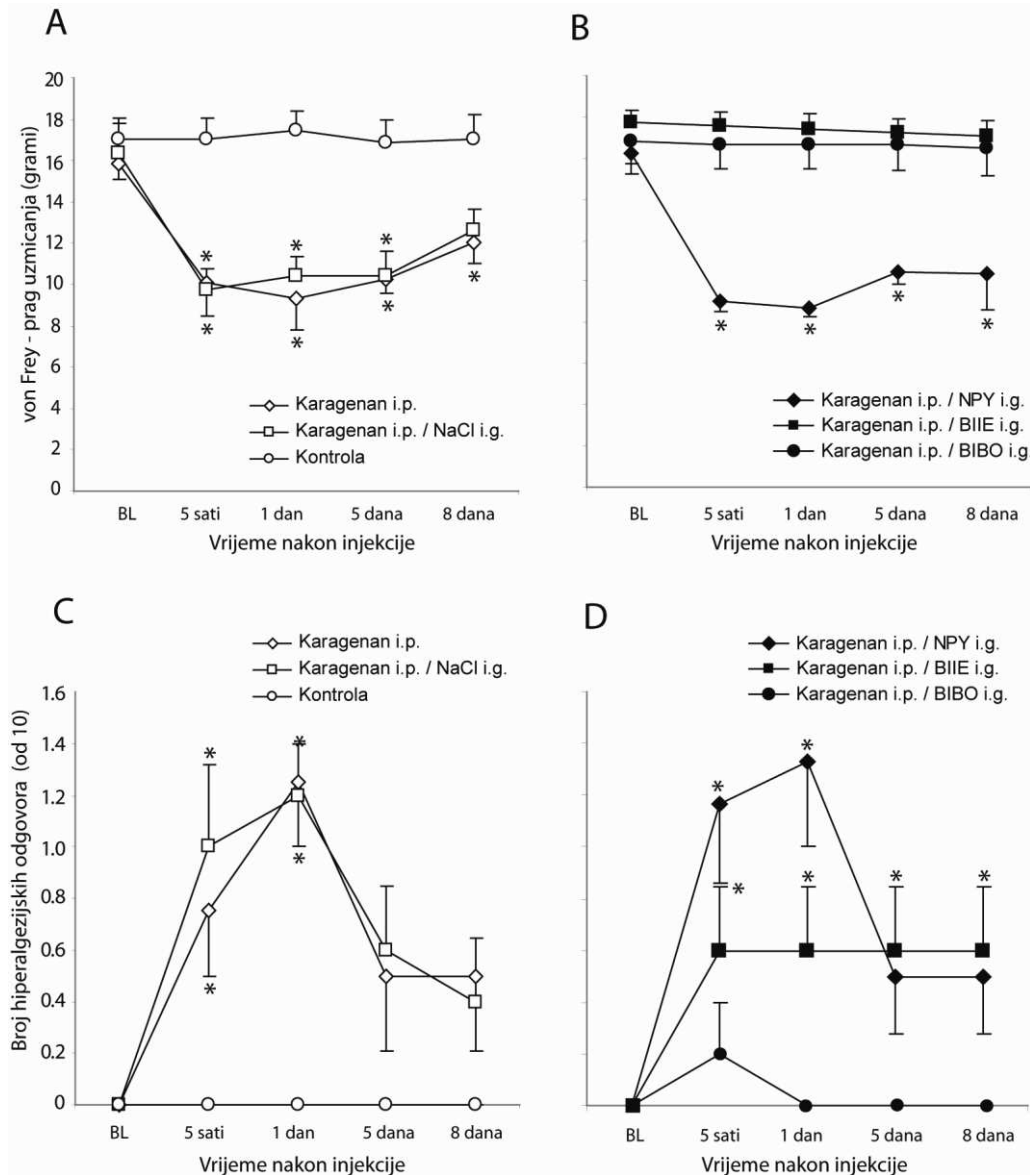 A
von Frey - prag uzmicanja (grami)
20
18
16
14
12
10
8
6
4
2
0
* * *
* * * *
Karagenan i.p.
Karagenan i.p. / NaCl i.g.
Kontrola
BL 5 sati 1 dan 5 dana 8 dana
Vrijeme nakon injekcije
B
* * * *
Karagenan i.p. / NPY i.g.
Karagenan i.p. / BIIE i.g.
Karagenan i.p. / BIBO i.g.
BL 5 sati 1 dan 5 dana 8 dana
Vrijeme nakon injekcije
C
Karagenan i.p.
Karagenan i.p. / NaCl i.g.
Kontrola
Broj hiperalgezijskih odgovora (od 10)
1.6
1.4
1.2
1.0
0.8
0.6
0.4
0.2
0
* *
* *
BL 5 sati 1 dan 5 dana 8 dana
Vrijeme nakon injekcije
D
Karagenan i.p. / NPY i.g.
Karagenan i.p. / BIIE i.g.
Karagenan i.p. / BIBO i.g.
* *
* * * *
BL 5 sati 1 dan 5 dana 8 dana
Vrijeme nakon injekcije